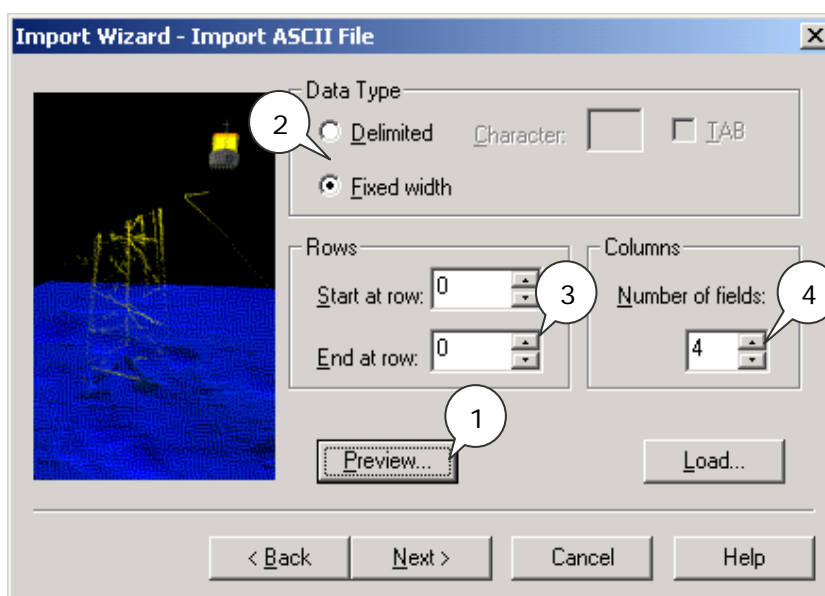 Import Wizard - Import ASCII File
Data Type
2
Delimited Character: TAB
Fixed width
Rows
Start at row: 0
3
End at row: 0
Columns
Number of fields:
4
4
1
Preview...
Load...
< Back Next > Cancel Help